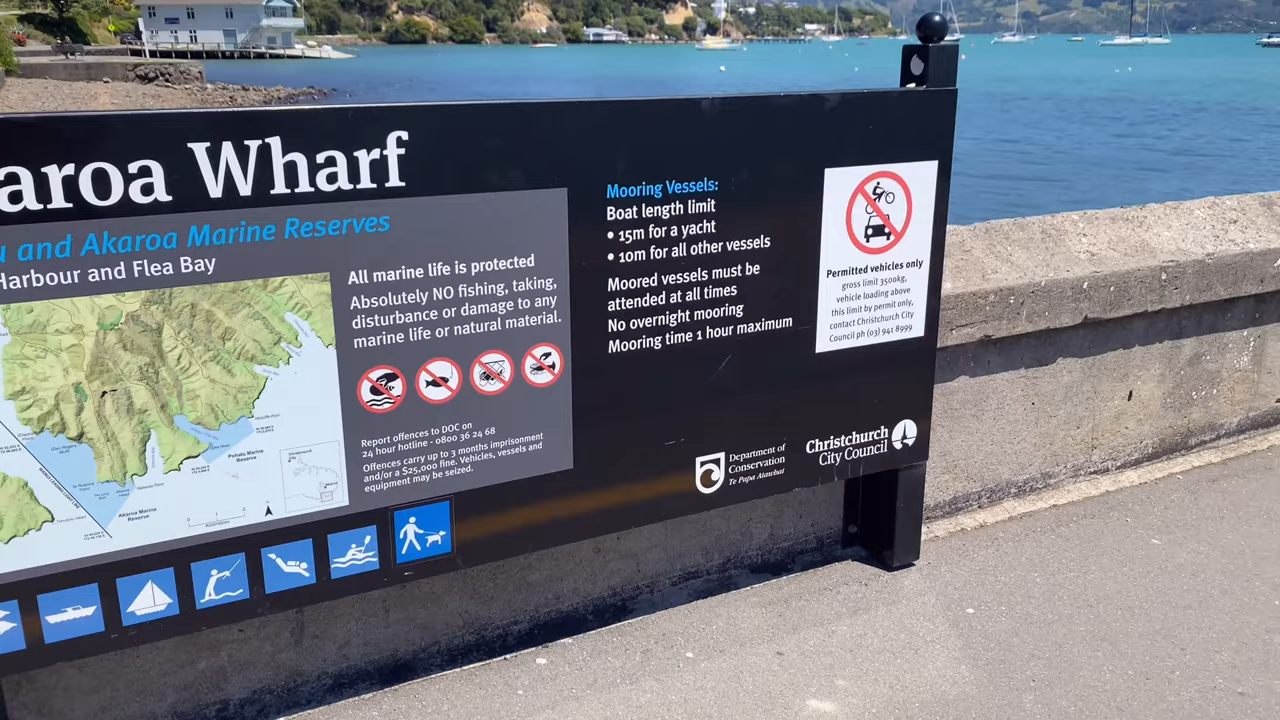 aroa Wharf
u and Akaroa Marine Reserves
Harbour and Flea Bay
All marine life is protected
Absolutely NO fishing, taking,
disturbance or damage to any
marine life or natural material.
Report offences to DOC on
24 hour hotline - 0800 36 24 68
Offences carry up to 3 months imprisonment
and/or a $25,000 fine. Vehicles, vessels and
equipment may be seized.
Pohatu Marine
Reserve
Akaroa Marine
Reserve
Mooring Vessels:
Boat length limit
• 15m for a yacht
• 10m for all other vessels
Moored vessels must be
attended at all times
No overnight mooring
Mooring time 1 hour maximum
Permitted vehicles only
gross limit 3500kg,
vehicle loading above
this limit by permit only,
contact Christchurch City
Council ph (03) 941 8999
Department of
Conservation
Te Papa Atawhai
Christchurch
City Council